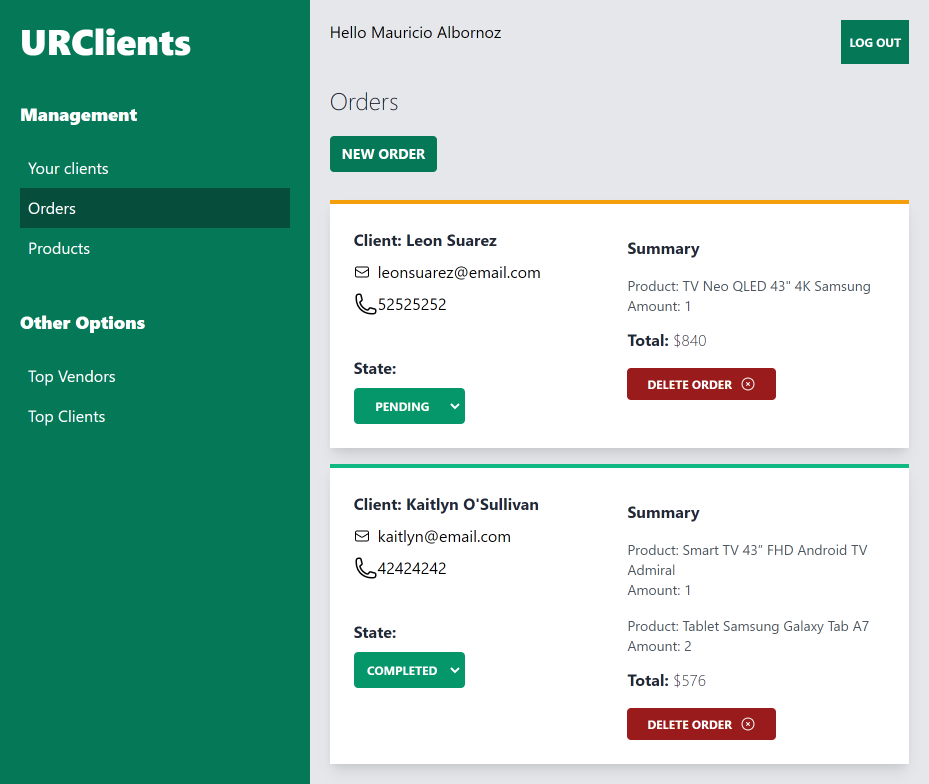 URClients
Management
Your clients
Orders
Products
Other Options
Top Vendors
Top Clients
Hello Mauricio Albornoz
LOG OUT
Orders
NEW ORDER
Client: Leon Suarez
leonsuarez@email.com
52525252
State:
PENDING
Summary
Product: TV Neo QLED 43" 4K Samsung
Amount: 1
Total: $840
DELETE ORDER
Client: Kaitlyn O'Sullivan
kaitlyn@email.com
42424242
State:
COMPLETED
Summary
Product: Smart TV 43” FHD Android TV
Admiral
Amount: 1
Product: Tablet Samsung Galaxy Tab A7
Amount: 2
Total: $576
DELETE ORDER